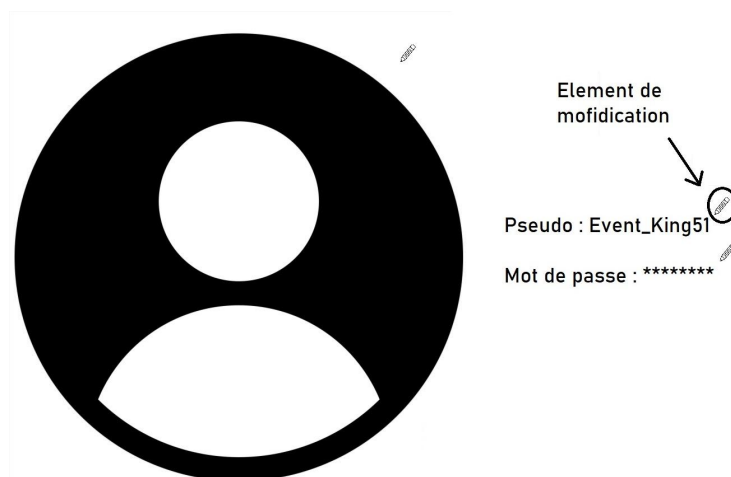 Element de
mofidication
Pseudo : Event_King51
Mot de passe : ********